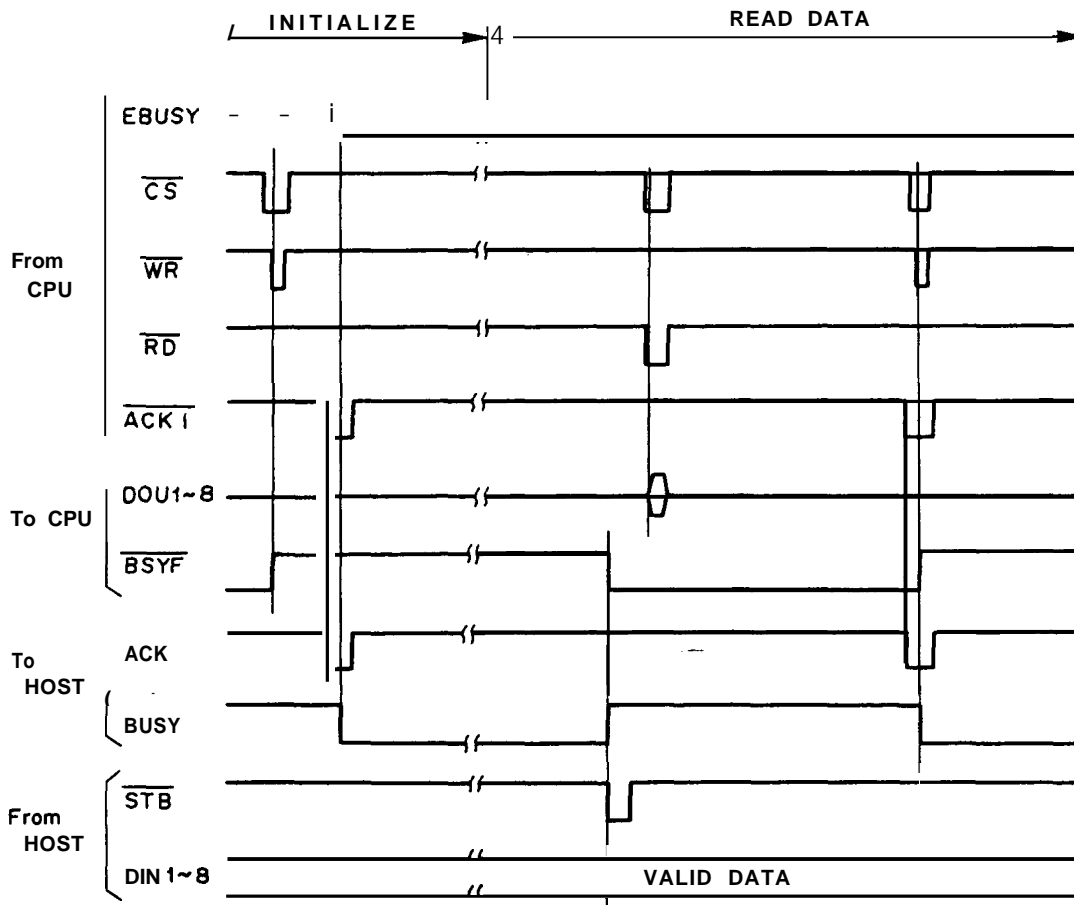 INITIALIZE
4
READ DATA
EBUSY - - i
CS
WR
From
CPU
RD
ACK 1
DOU1~8
To CPU
BSYF
To
HOST
ACK
BUSY
STB
From
HOST
DIN 1~8
VALID DATA